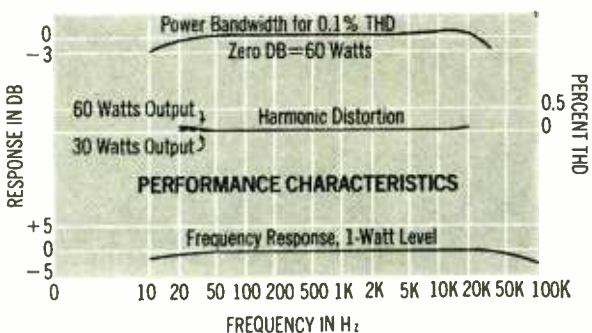 Power Bandwidth for 0.1% THD
0
-3
Zero DB=60 Watts
RESPONSE IN DB
60 Watts Output
Harmonic Distortion
0.5
0
PERCENT THD
30 Watts Output
PERFORMANCE CHARACTERISTICS
+5
0
-5
Frequency Response, 1-Watt Level
0 10 20 50 100 200 500 1K 2K 5K 10K 20K 50K 100K
FREQUENCY IN Hz